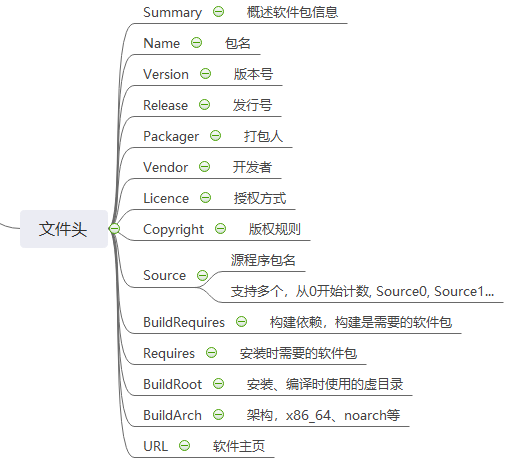 Summary 概述软件包信息
Name 包名
Version 版本号
Release 发行号
Packager 打包人
Vendor 开发者
Licence 授权方式
文件头
Copyright 版权规则
Source
源程序包名
支持多个，从0开始计数, Source0, Source1...
BuildRequires 构建依赖，构建是需要的软件包
Requires 安装时需要的软件包
BuildRoot 安装、编译时使用的虚目录
BuildArch 架构，x86_64、noarch等
URL 软件主页